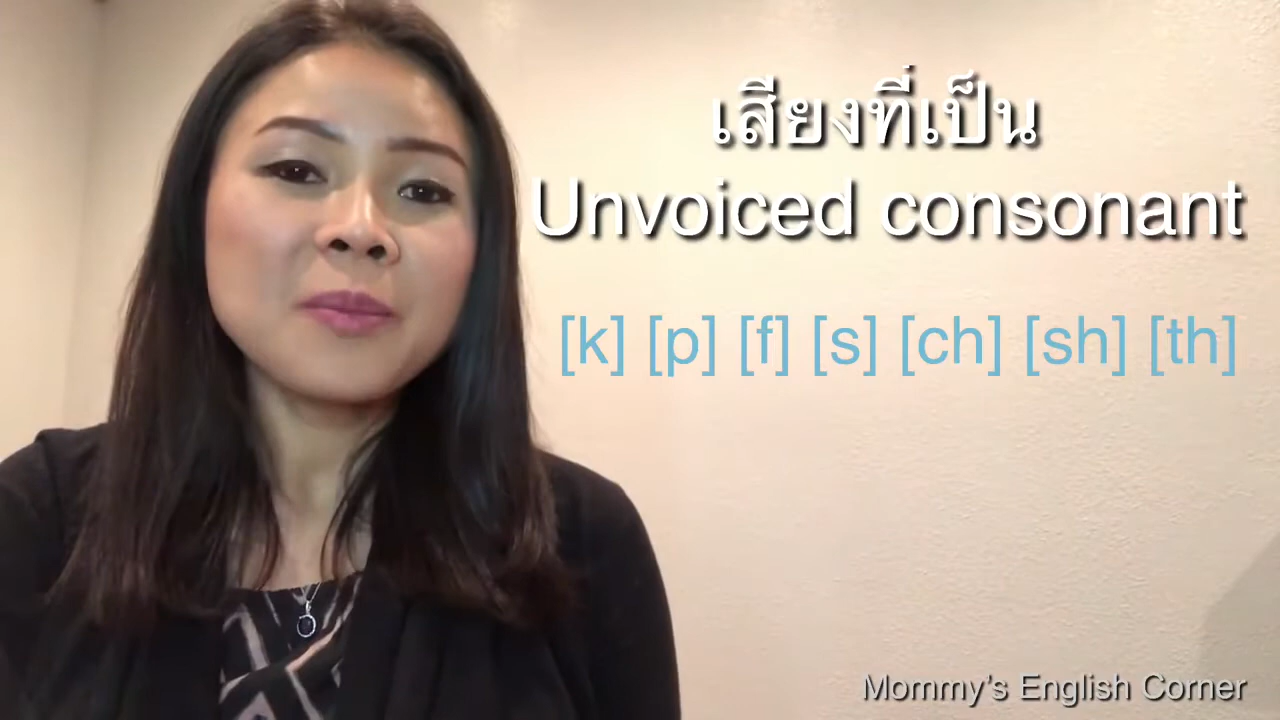 เสียงที่เป็น
Unvoiced consonant
[k] [p] [f] [s] [ch] [sh] [th]
Mommy's English Corner